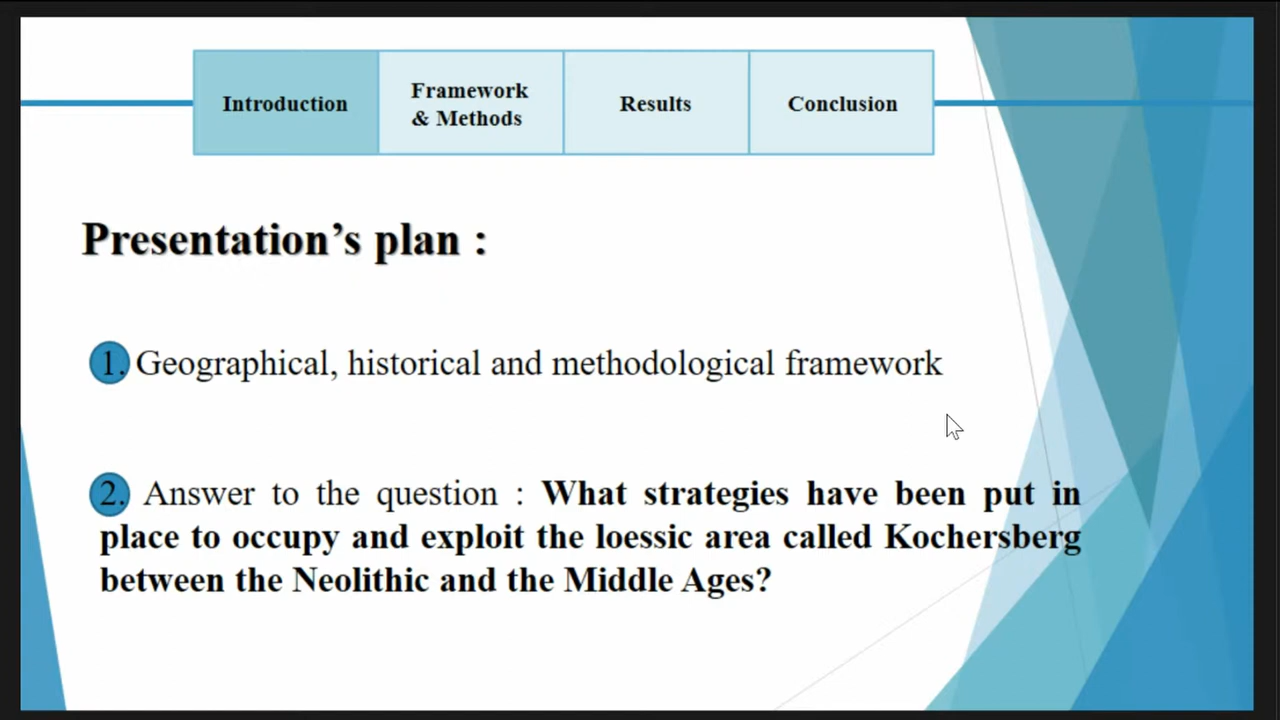 Introduction
Framework
& Methods
Results
Conclusion
Presentation’s plan :
1. Geographical, historical and methodological framework
2. Answer to the question : What strategies have been put in
place to occupy and exploit the loessic area called Kochersberg
between the Neolithic and the Middle Ages?